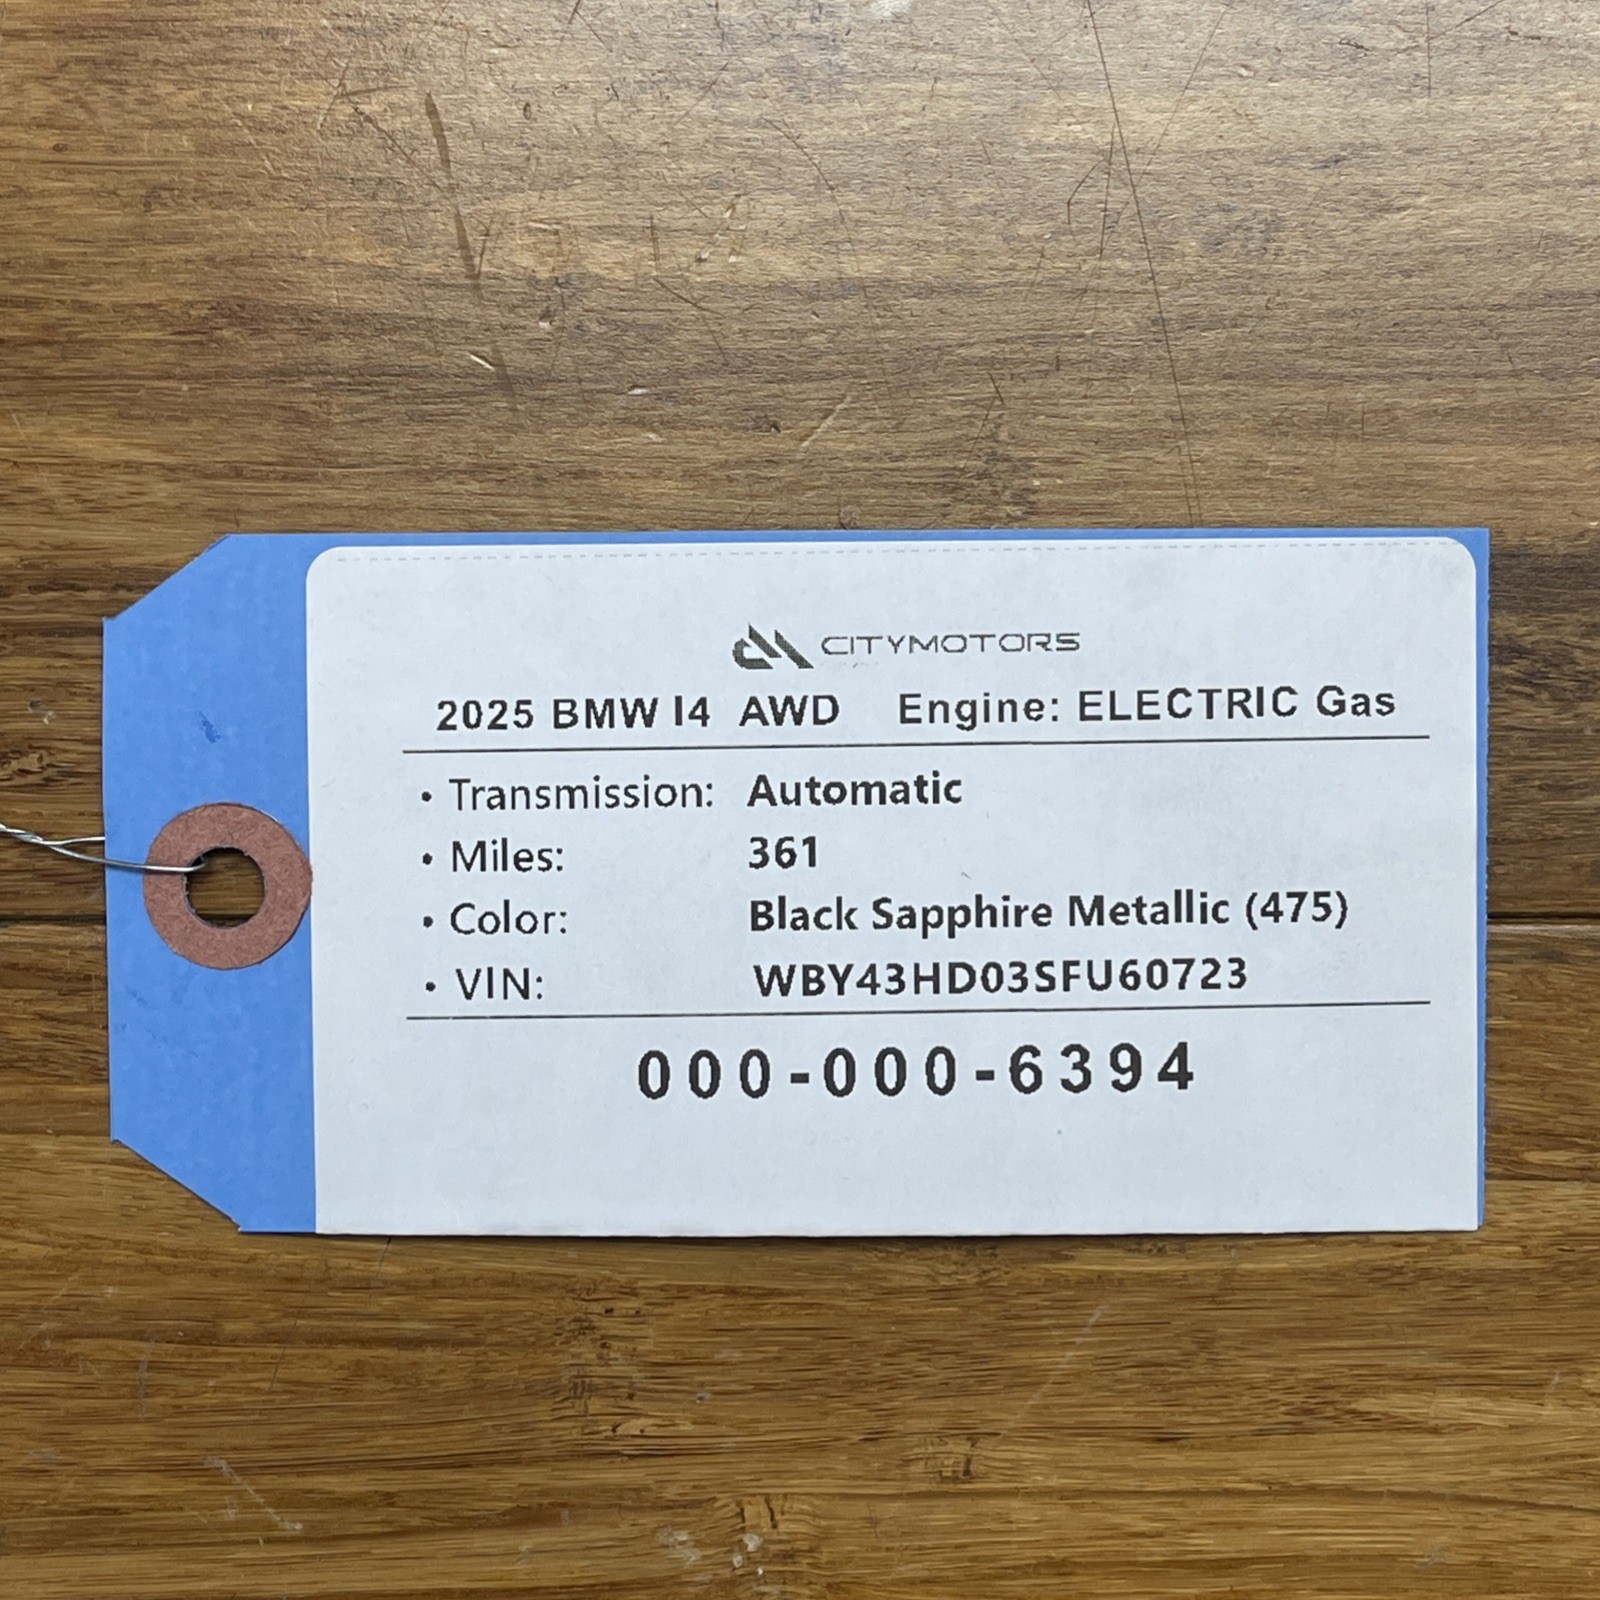 CITYMOTORS
2025 BMW I4 AWD Engine: ELECTRIC Gas
• Transmission: Automatic
• Miles: 361
• Color: Black Sapphire Metallic (475)
• VIN: WBY43HD03SFU60723
000-000-6394